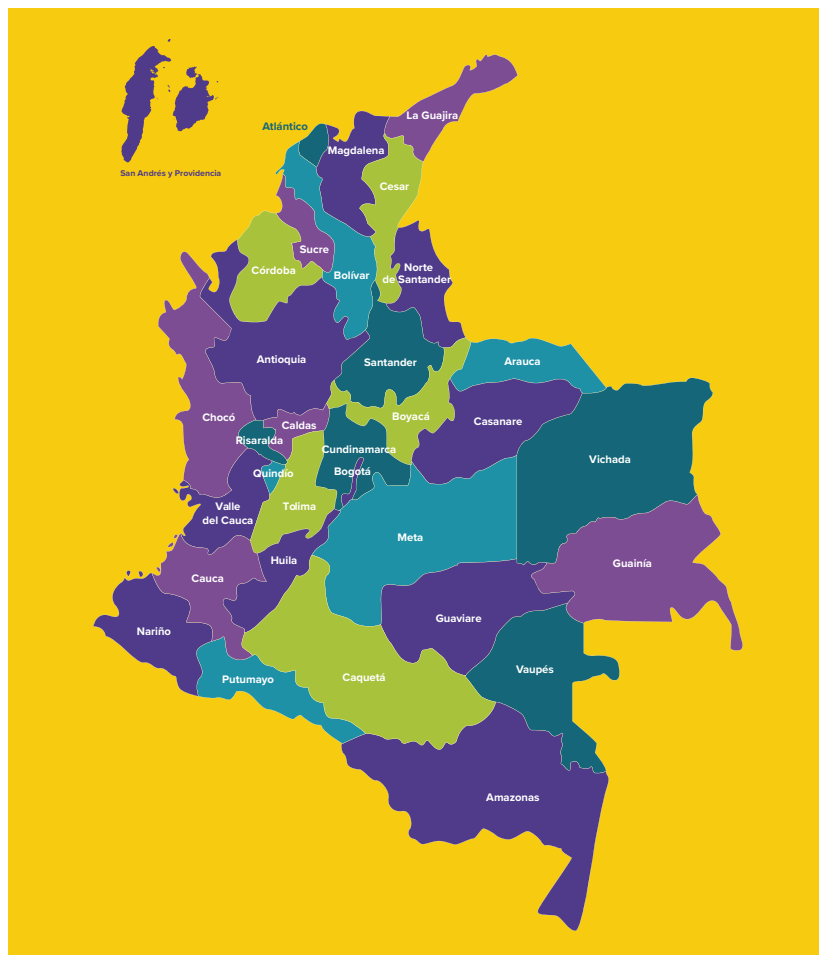 La Guajira
Atlántico
Magdalena
San Andrés y Providencia
Cesar
Sucre
Córdoba
Bolívar
Norte
de Santander
Antioquia
Santander
Arauca
Chocó
Boyacá
Caldas
Casanare
Risaralda
Cundinamarca
Vichada
Quindío
Bogotá
Valle
del Cauca
Tolima
Meta
Huila
Guainía
Cauca
Guaviare
Nariño
Vaupés
Putumayo
Caquetá
Amazonas